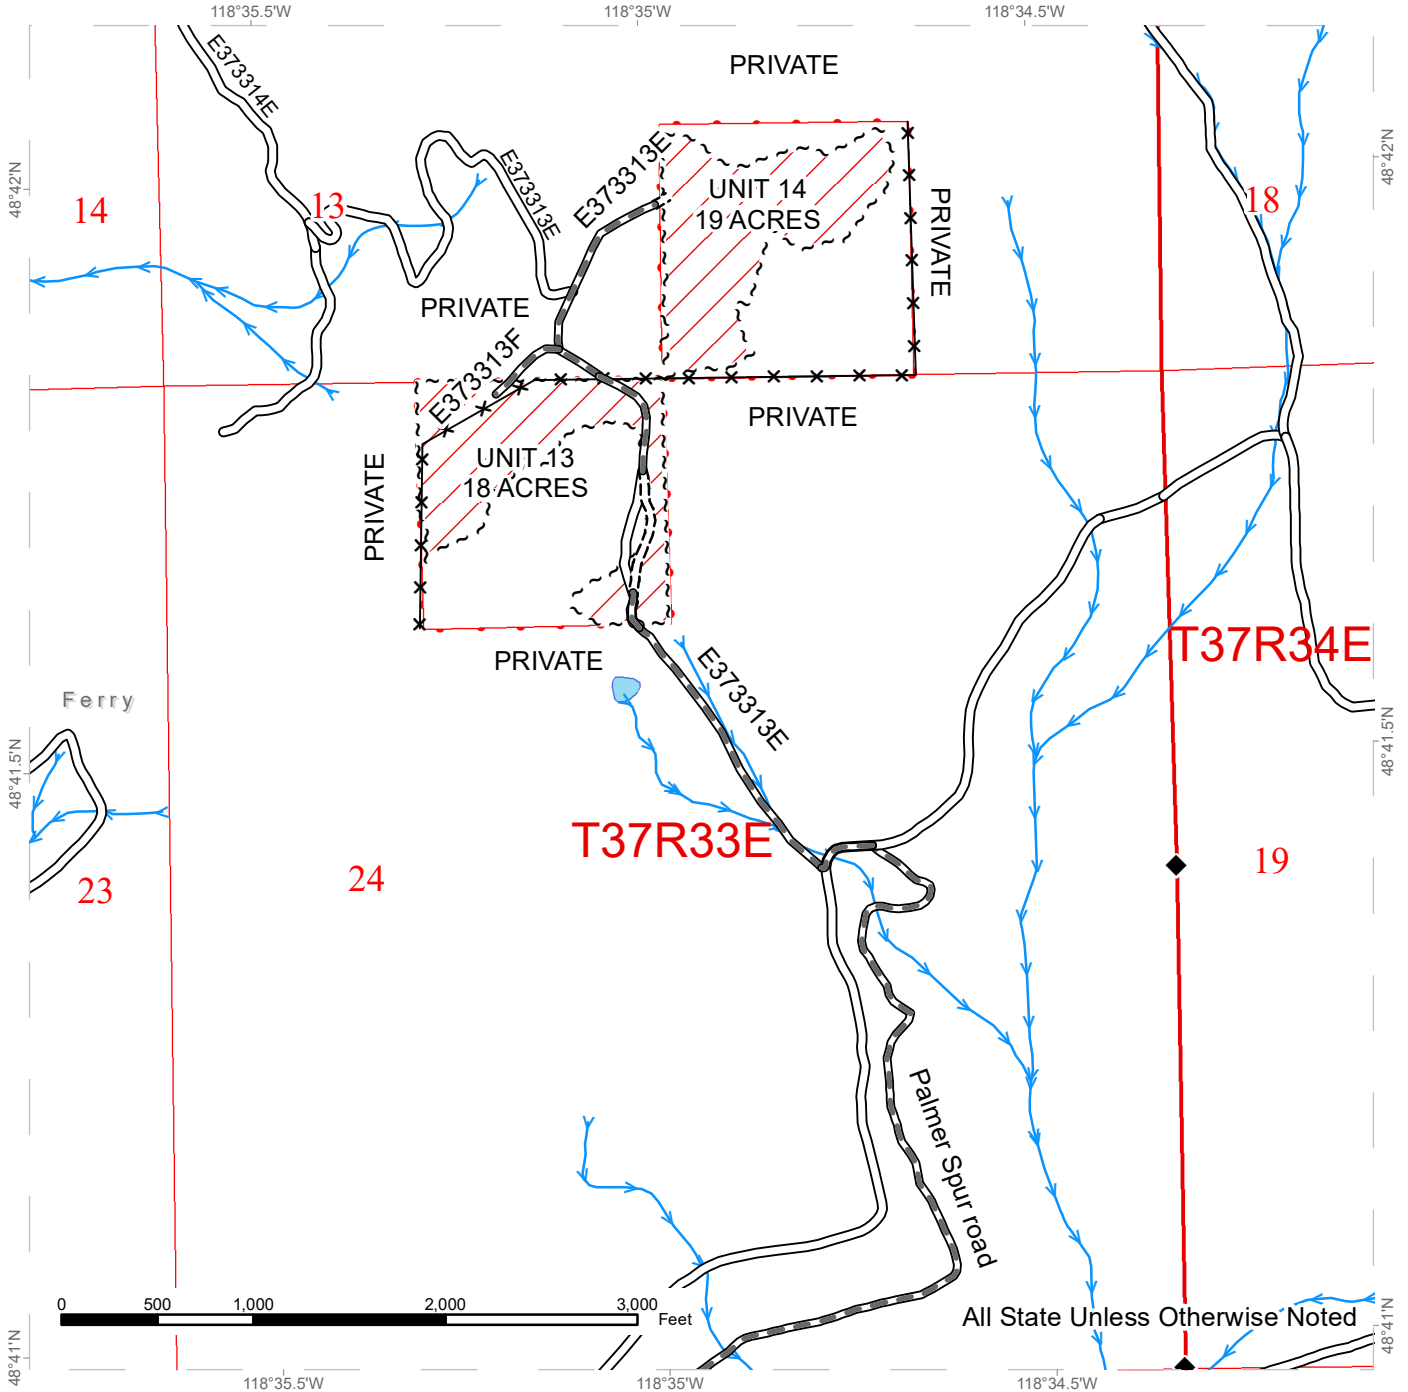 118°35.5'W
118°35'W
118°34.5'W
E373314E
PRIVATE
E373313E
E373313E
48°42'N
48°42'N
14
13
UNIT 14
19 ACRES
PRIVATE
18
PRIVATE
E373313F
PRIVATE
UNIT 13
18 ACRES
PRIVATE
PRIVATE
E373313E
T37R34E
Ferry
48°41.5'N
48°41.5'N
T37R33E
23
24
19
Palmer Spur road
0 500 1,000 2,000 3,000
Feet
All State Unless Otherwise Noted
48°41'N
48°41'N
118°35.5'W
118°35'W
118°34.5'W